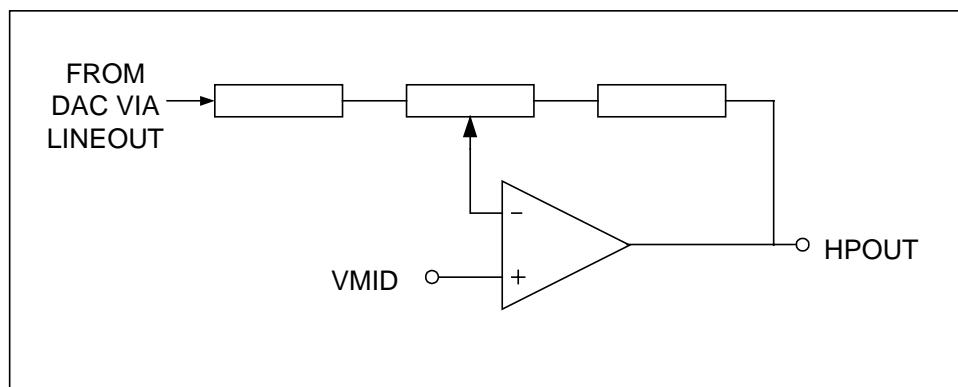 FROM
DAC VIA
LINEOUT
−
VMID
+
HPOUT